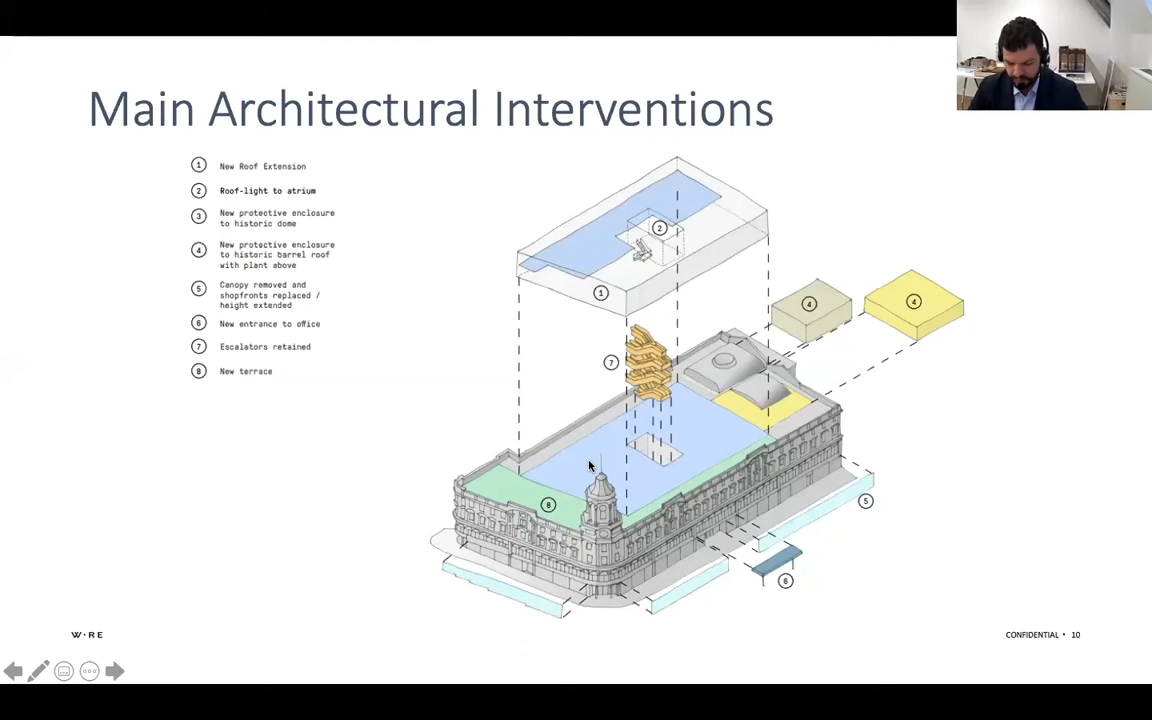 Main Architectural Interventions
1 New Roof Extension
2 Roof-light to atrium
3 New protective enclosure
to historic dome
4 New protective enclosure
to historic barrel roof
with plant above
5 Canopy removed and
shopfronts replaced /
height extended
6 New entrance to office
7 Escalators retained
8 New terrace
2
1
4
4
7
8
5
6
W·RE
CONFIDENTIAL • 10